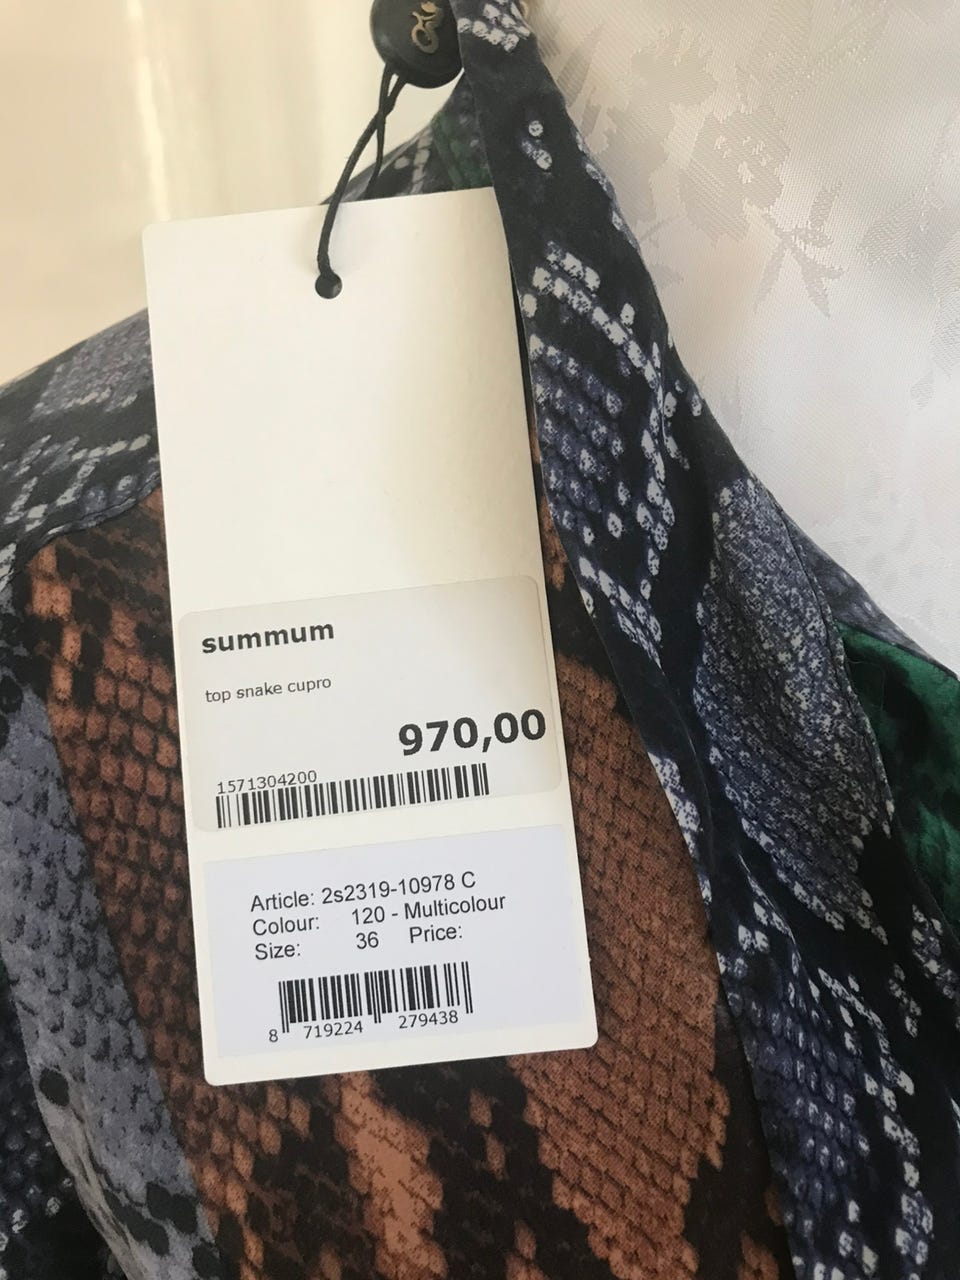 summum
top snake cupro
970,00
1571304200
Article: 2s2319-10978 C
Colour: 120 - Multicolour
Size: 36 Price:
8 719224 279438